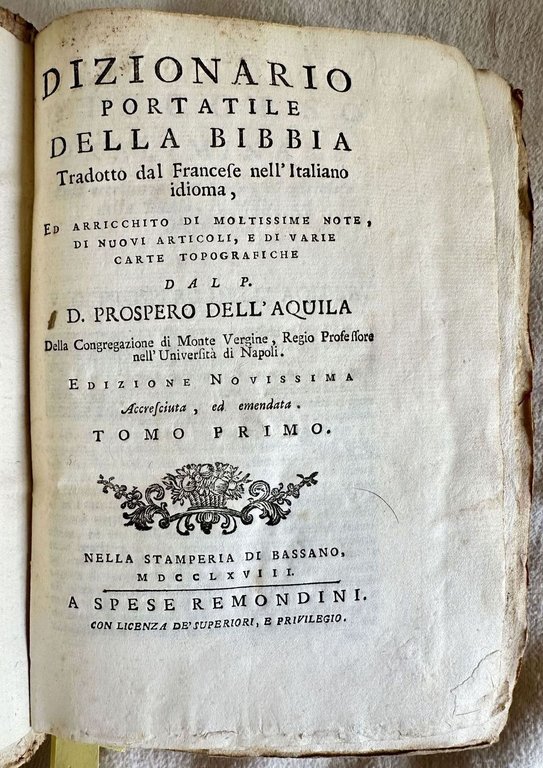 DIZIONARIO
PORTATILE
DELLA BIBBIA
Tradotto dal Franceſe nell'Italiano
idioma,
ED ARRICCHITO DI MOLTISSIME NOTE,
DI NUOVI ARTICOLI, E DI VARIE
CARTE TOPOGRAFICHE
DAL P.
D. PROSPERO DELL'AQUILA
Della Congregazione di Monte Vergine, Regio Profeſſore
nell'Univerſità di Napoli.
EDIZIONE NOVISSIMA
Accreſciuta, ed emendata.
TOMO PRIMO.
NELLA STAMPERIA DI BASSANO,
MDCCLXVIII.
A SPESE REMONDINI.
CON LICENZA DE' SUPERIORI, E PRIVILEGIO.